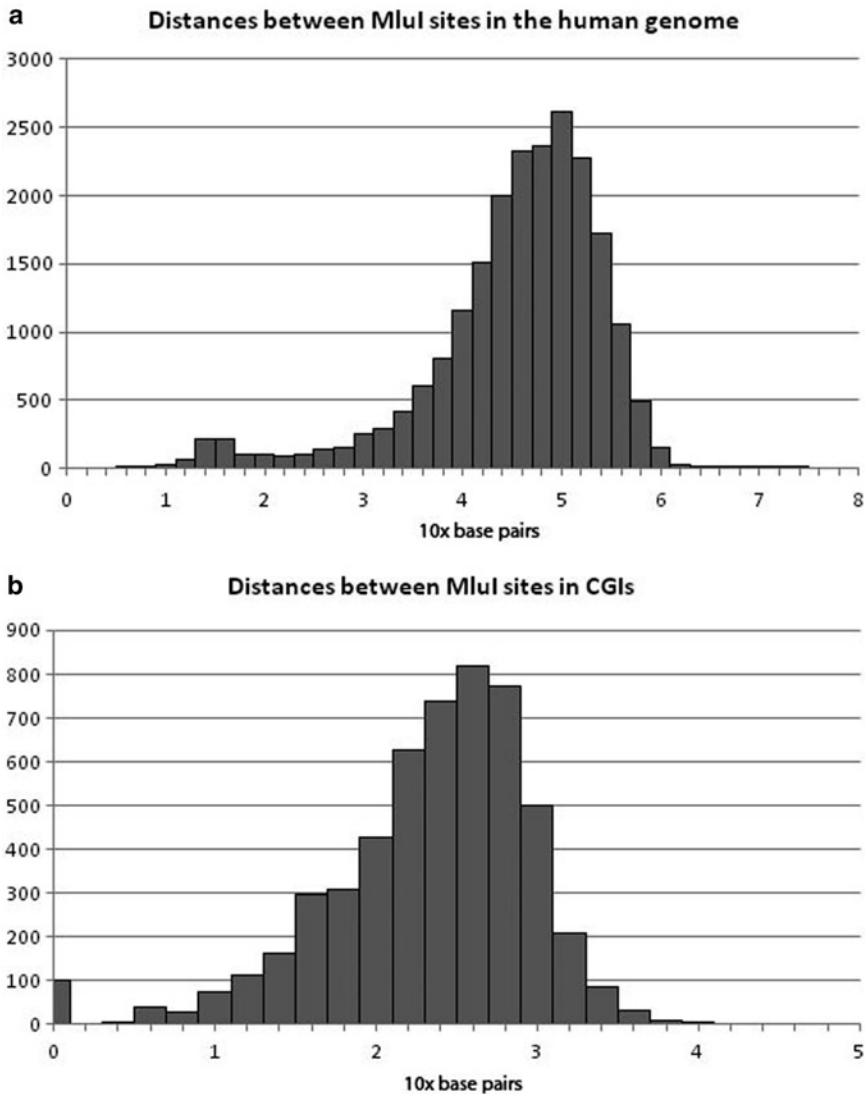 a
Distances between MluI sites in the human genome
3000
2500
2000
1500
1000
500
0
0 1 2 3 4 5 6 7 8
10x base pairs
b
Distances between MluI sites in CGIs
900
800
700
600
500
400
300
200
100
0
0 1 2 3 4 5
10x base pairs